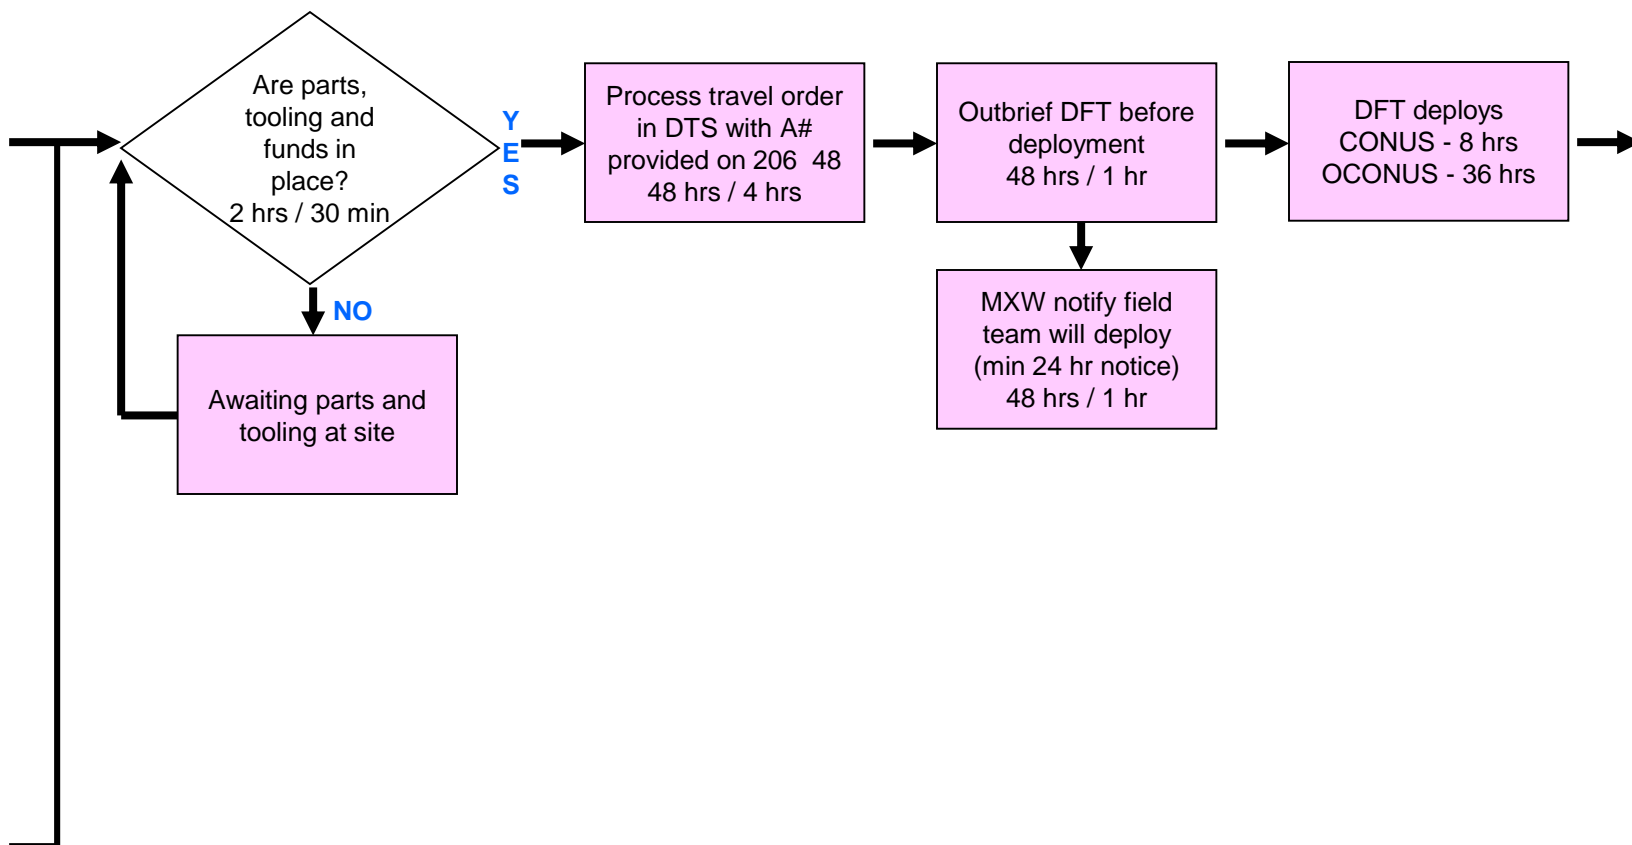 Are parts,
tooling and
funds in
place?
2 hrs / 30 min
Y
E
S
NO
Awaiting parts and
tooling at site
Process travel order
in DTS with A#
provided on 206  48
48 hrs / 4 hrs
Outbrief DFT before
deployment
48 hrs / 1 hr
MXW notify field
team will deploy
(min 24 hr notice)
48 hrs / 1 hr
DFT deploys
CONUS - 8 hrs
OCONUS - 36 hrs